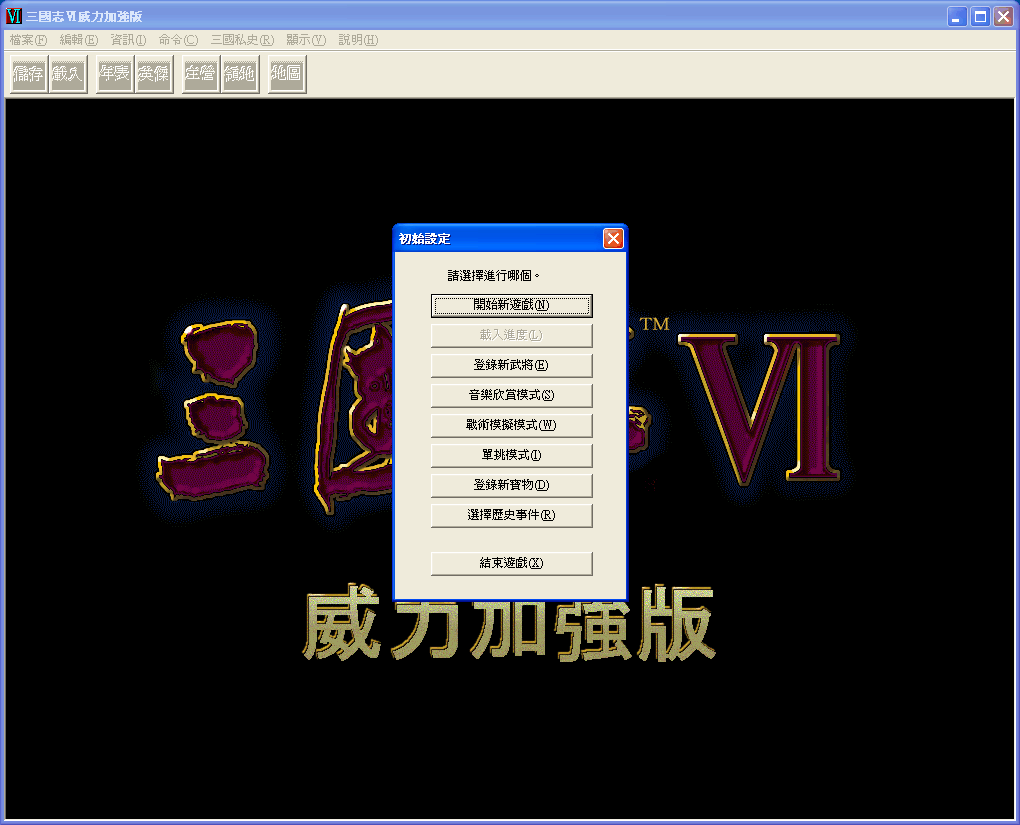 三國志Ⅵ威力加強版
檔案(F) 編輯(E) 資訊(I) 命令(C) 三國私史(R) 顯示(V) 說明(H)
儲存 載入 年表 英傑 主營 領地 地圖
初始設定
請選擇進行哪個。
開始新遊戲(N)
載入進度(L)
登錄新武將(E)
音樂欣賞模式(S)
戰術模擬模式(W)
單挑模式(I)
登錄新寶物(D)
選擇歷史事件(R)
結束遊戲(X)
三國 TM VI
威力加強版